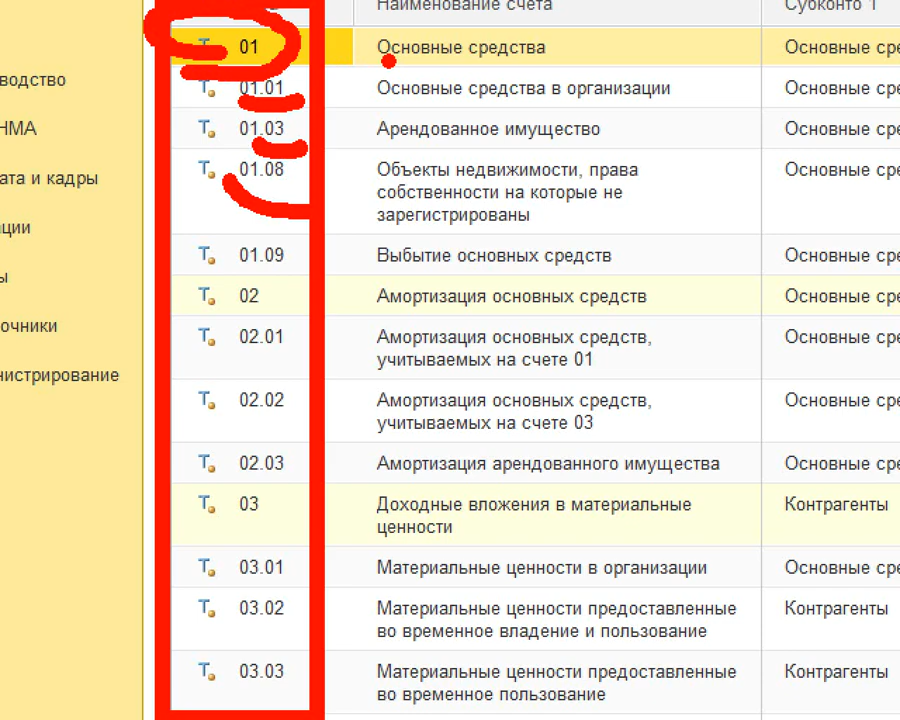 Наименование счета Субконто 1
01 Основные средства Основные сре
01.01 Основные средства в организации Основные сре
водство
НМА 01.03 Арендованное имущество Основные сре
ата и кадры 01.08 Объекты недвижимости, права Основные сре
собственности на которые не
зарегистрированы
ции
01.09 Выбытие основных средств Основные сре
ы
02 Амортизация основных средств Основные сре
очники
02.01 Амортизация основных средств, Основные сре
учитываемых на счете 01
нистрирование
02.02 Амортизация основных средств, Основные сре
учитываемых на счете 03
02.03 Амортизация арендованного имущества Основные сре
03 Доходные вложения в материальные Контрагенты
ценности
03.01 Материальные ценности в организации Основные сре
03.02 Материальные ценности предоставленные Контрагенты
во временное владение и пользование
03.03 Материальные ценности предоставленные Контрагенты
во временное пользование